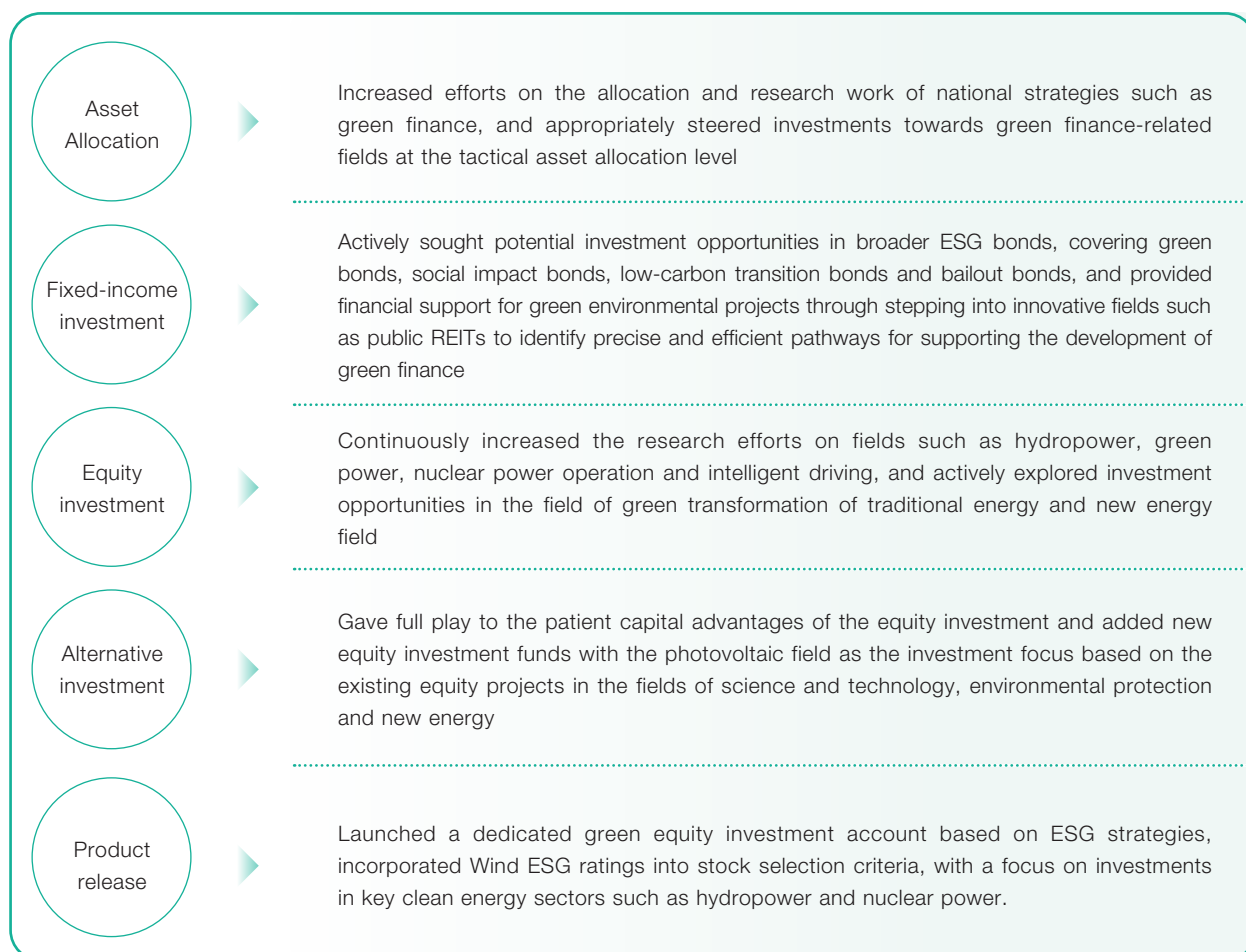 Asset
Allocation
Increased efforts on the allocation and research work of national strategies such as
green finance, and appropriately steered investments towards green finance-related
fields at the tactical asset allocation level
Fixed-income
investment
Actively sought potential investment opportunities in broader ESG bonds, covering green
bonds, social impact bonds, low-carbon transition bonds and bailout bonds, and provided
financial support for green environmental projects through stepping into innovative fields such
as public REITs to identify precise and efficient pathways for supporting the development of
green finance
Equity
investment
Continuously increased the research efforts on fields such as hydropower, green
power, nuclear power operation and intelligent driving, and actively explored investment
opportunities in the field of green transformation of traditional energy and new energy
field
Alternative
investment
Gave full play to the patient capital advantages of the equity investment and added new
equity investment funds with the photovoltaic field as the investment focus based on the
existing equity projects in the fields of science and technology, environmental protection
and new energy
Product
release
Launched a dedicated green equity investment account based on ESG strategies,
incorporated Wind ESG ratings into stock selection criteria, with a focus on investments
in key clean energy sectors such as hydropower and nuclear power.